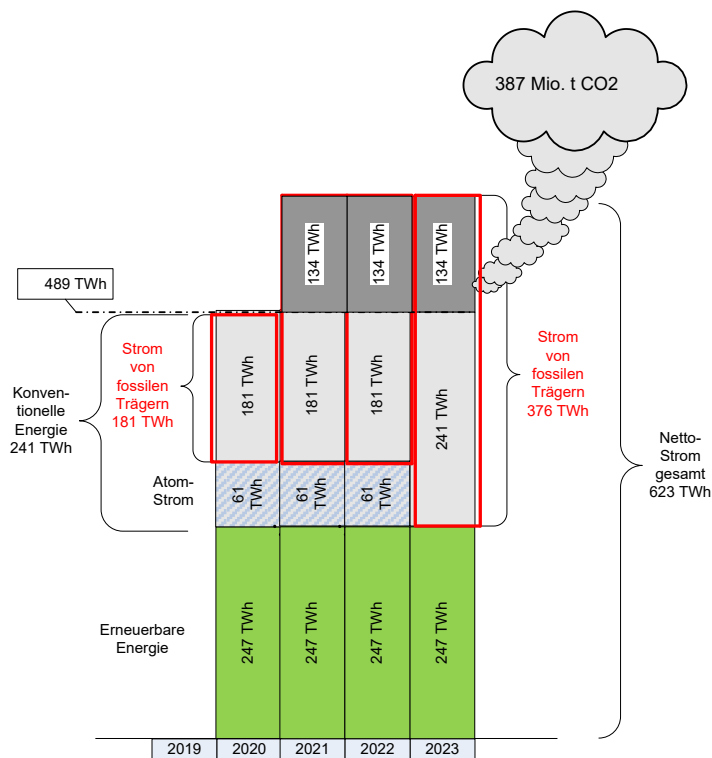 387 Mio. t CO2
134 TWh
134 TWh
134 TWh
489 TWh
Strom
von
fossilen
Trägern
181 TWh
Konven-
tionelle
Energie
241 TWh
181 TWh
181 TWh
181 TWh
241 TWh
Strom
von
fossilen
Trägern
376 TWh
Netto-
Strom
gesamt
623 TWh
Atom-
Strom
61
TWh
61
TWh
61
TWh
Erneuerbare
Energie
247 TWh
247 TWh
247 TWh
247 TWh
2019
2020
2021
2022
2023